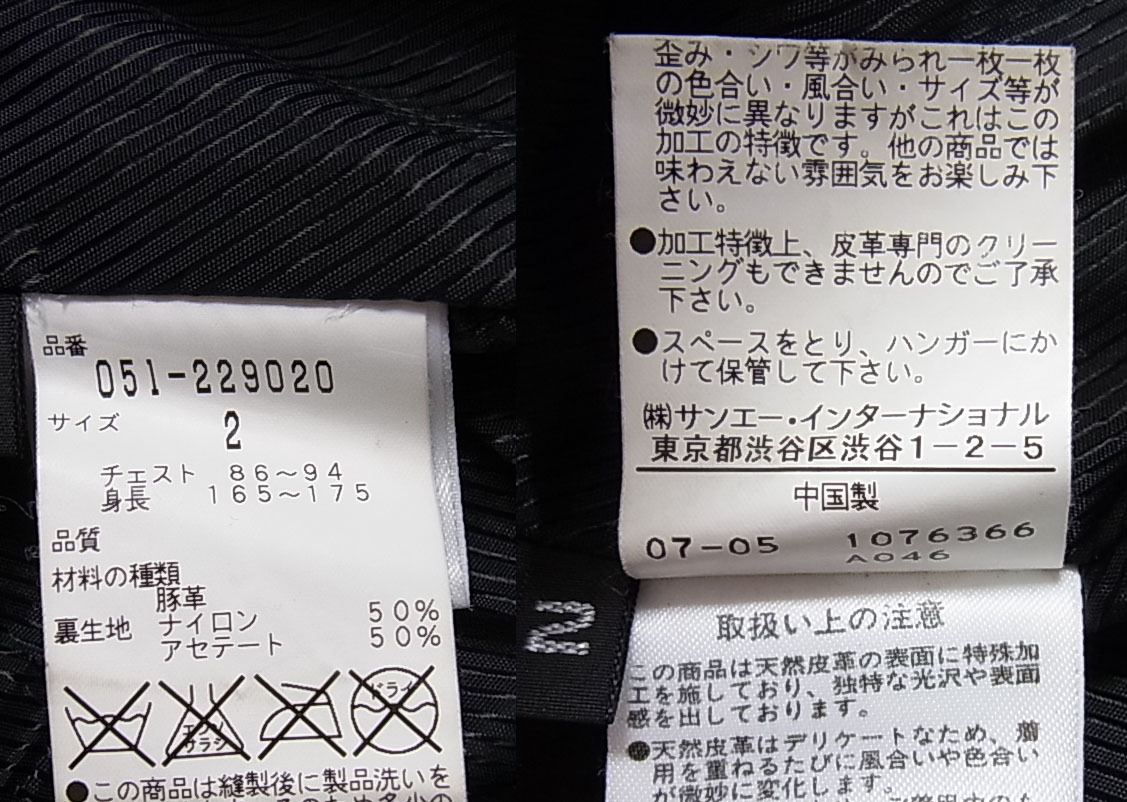 品番
051-229020
サイズ
2
チェスト 86～94
身長 165～175
品質
材料の種類
豚革
裏生地 ナイロン 50%
アセテート 50%
エンソ
サラシ
ドライ
●この商品は縫製後に製品洗いを
歪み・シワ等がみられ一枚一枚
の色合い・風合い・サイズ等が
微妙に異なりますがこれはこの
加工の特徴です。他の商品では
味わえない雰囲気をお楽しみ下
さい。
●加工特徴上、皮革専門のクリー
ニングもできませんのでご了承
下さい。
●スペースをとり、ハンガーにか
けて保管して下さい。
㈱サンエー・インターナショナル
東京都渋谷区渋谷1-2-5
中国製
07-05 1076366
A046
2
取扱い上の注意
この商品は天然皮革の表面に特殊加
工を施しており、独特な光沢や表面
感を出しております。
●天然皮革はデリケートなため、着
用を重ねるたびに風合いや色合い
が微妙に変化します。